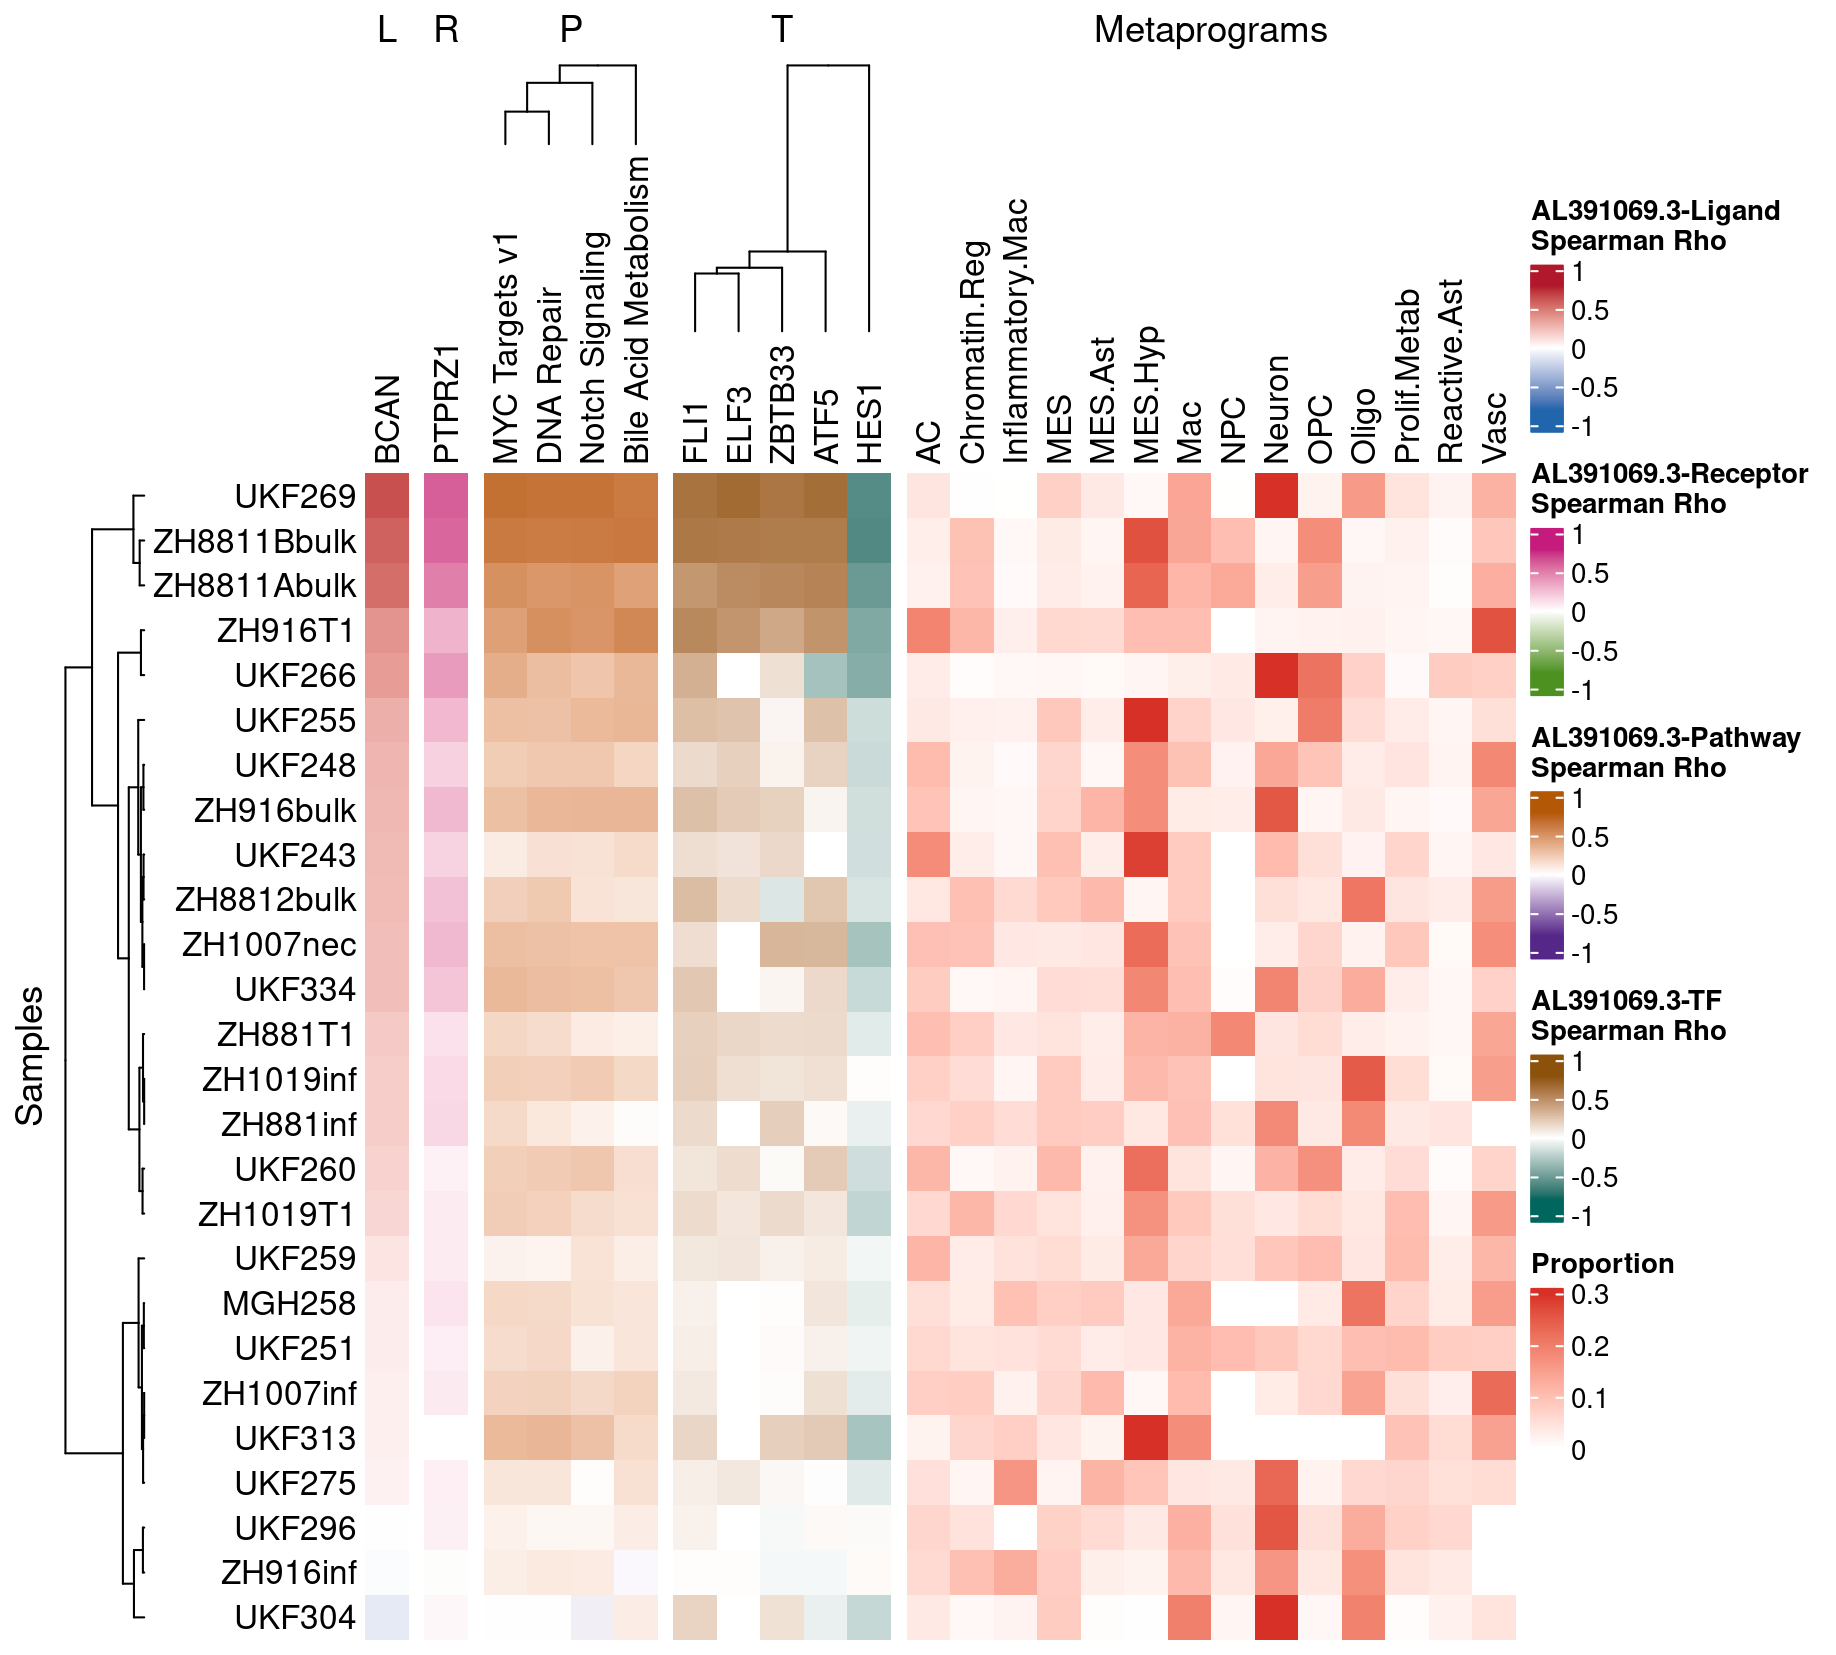 L R P T Metaprograms
BCAN
PTPRZ1
MYC Targets v1
DNA Repair
Notch Signaling
Bile Acid Metabolism
FLI1
ELF3
ZBTB33
ATF5
HES1
AC
Chromatin.Reg
Inflammatory.Mac
MES
MES.Ast
MES.Hyp
Mac
NPC
Neuron
OPC
Oligo
Prolif.Metab
Reactive.Ast
Vasc
Samples
UKF269
ZH8811Bbulk
ZH8811Abulk
ZH916T1
UKF266
UKF255
UKF248
ZH916bulk
UKF243
ZH8812bulk
ZH1007nec
UKF334
ZH881T1
ZH1019inf
ZH881inf
UKF260
ZH1019T1
UKF259
MGH258
UKF251
ZH1007inf
UKF313
UKF275
UKF296
ZH916inf
UKF304
AL391069.3-Ligand
Spearman Rho
1
0.5
0
-0.5
-1
AL391069.3-Receptor
Spearman Rho
1
0.5
0
-0.5
-1
AL391069.3-Pathway
Spearman Rho
1
0.5
0
-0.5
-1
AL391069.3-TF
Spearman Rho
1
0.5
0
-0.5
-1
Proportion
0.3
0.2
0.1
0